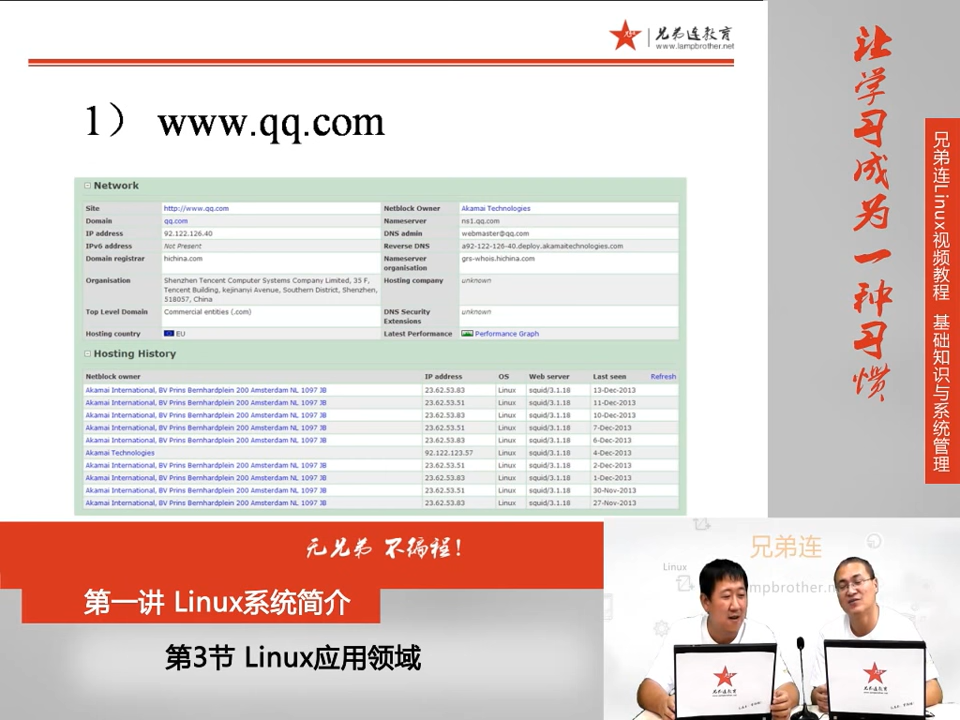 兄弟连教育
www.lampbrother.net
1） www.qq.com
Network
Site http://www.qq.com Netblock Owner Akamai Technologies
Domain qq.com Nameserver ns1.qq.com
IP address 92.122.126.40 DNS admin webmaster@qq.com
IPv6 address Not Present Reverse DNS a92-122-126-40.deploy.akamaitechnologies.com
Domain registrar hichina.com Nameserver organisation grs-whois.hichina.com
Organisation Shenzhen Tencent Computer Systems Company Limited, 35 F, Tencent Building, kejinanyi Avenue, Southern District, Shenzhen, 518057, China Hosting company unknown
Top Level Domain Commercial entities (.com) DNS Security Extensions unknown
Hosting country EU Latest Performance Performance Graph
Hosting History
Netblock owner IP address OS Web server Last seen Refresh
Akamai International, BV Prins Bernhardplein 200 Amsterdam NL 1097 JB 23.62.53.83 Linux squid/3.1.18 13-Dec-2013
Akamai International, BV Prins Bernhardplein 200 Amsterdam NL 1097 JB 23.62.53.51 Linux squid/3.1.18 11-Dec-2013
Akamai International, BV Prins Bernhardplein 200 Amsterdam NL 1097 JB 23.62.53.83 Linux squid/3.1.18 10-Dec-2013
Akamai International, BV Prins Bernhardplein 200 Amsterdam NL 1097 JB 23.62.53.51 Linux squid/3.1.18 7-Dec-2013
Akamai International, BV Prins Bernhardplein 200 Amsterdam NL 1097 JB 23.62.53.83 Linux squid/3.1.18 6-Dec-2013
Akamai Technologies 92.122.123.57 Linux squid/3.1.18 4-Dec-2013
Akamai International, BV Prins Bernhardplein 200 Amsterdam NL 1097 JB 23.62.53.51 Linux squid/3.1.18 2-Dec-2013
Akamai International, BV Prins Bernhardplein 200 Amsterdam NL 1097 JB 23.62.53.83 Linux squid/3.1.18 1-Dec-2013
Akamai International, BV Prins Bernhardplein 200 Amsterdam NL 1097 JB 23.62.53.51 Linux squid/3.1.18 30-Nov-2013
Akamai International, BV Prins Bernhardplein 200 Amsterdam NL 1097 JB 23.62.53.83 Linux squid/3.1.18 27-Nov-2013
让学习成为一种习惯
兄弟连Linux视频教程 基础知识与系统管理
无兄弟 不编程!
第一讲 Linux系统简介
第3节 Linux应用领域
兄弟连
Linux
兄弟连教育
兄弟连教育